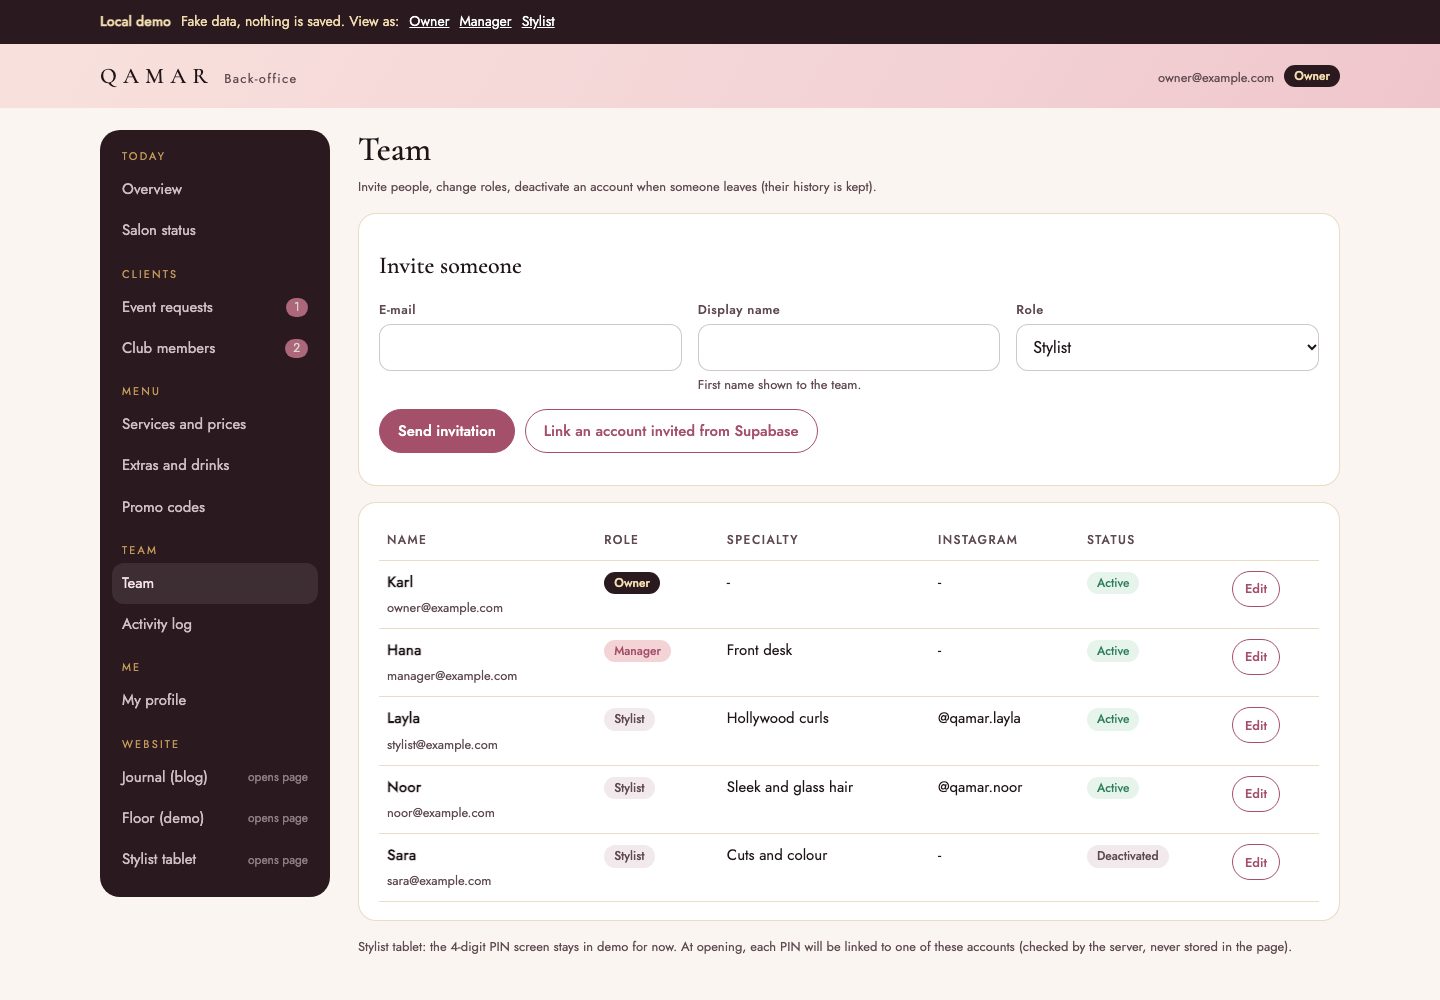 Local demo Fake data, nothing is saved. View as: Owner Manager Stylist
QAMAR Back-office owner@example.com Owner
TODAY
Overview
Salon status
CLIENTS
Event requests 1
Club members 2
MENU
Services and prices
Extras and drinks
Promo codes
TEAM
Team
Activity log
ME
My profile
WEBSITE
Journal (blog) opens page
Floor (demo) opens page
Stylist tablet opens page
Team
Invite people, change roles, deactivate an account when someone leaves (their history is kept).
Invite someone
E-mail Display name Role
Stylist
First name shown to the team.
Send invitation Link an account invited from Supabase
NAME ROLE SPECIALTY INSTAGRAM STATUS
Karl Owner - - Active Edit
owner@example.com
Hana Manager Front desk - Active Edit
manager@example.com
Layla Stylist Hollywood curls @qamar.layla Active Edit
stylist@example.com
Noor Stylist Sleek and glass hair @qamar.noor Active Edit
noor@example.com
Sara Stylist Cuts and colour - Deactivated Edit
sara@example.com
Stylist tablet: the 4-digit PIN screen stays in demo for now. At opening, each PIN will be linked to one of these accounts (checked by the server, never stored in the page).